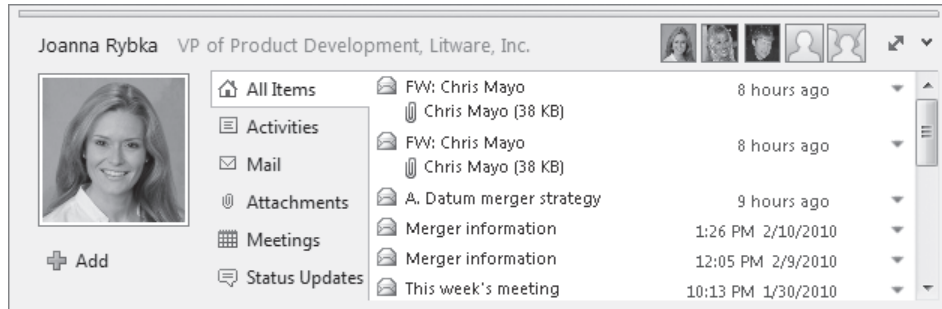 Joanna Rybka VP of Product Development, Litware, Inc.
All Items
Activities
Mail
Attachments
Meetings
Status Updates
Add
FW: Chris Mayo 8 hours ago
Chris Mayo (38 KB)
FW: Chris Mayo 8 hours ago
Chris Mayo (38 KB)
A. Datum merger strategy 9 hours ago
Merger information 1:26 PM 2/10/2010
Merger information 12:05 PM 2/9/2010
This week's meeting 10:13 PM 1/30/2010